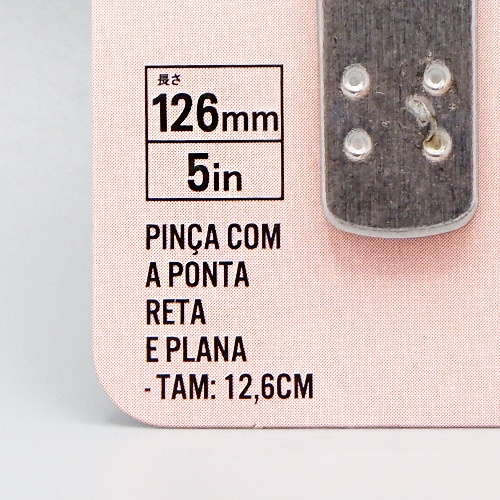 長さ
126mm
5in
PINÇA COM
A PONTA
RETA
E PLANA
- TAM: 12,6CM